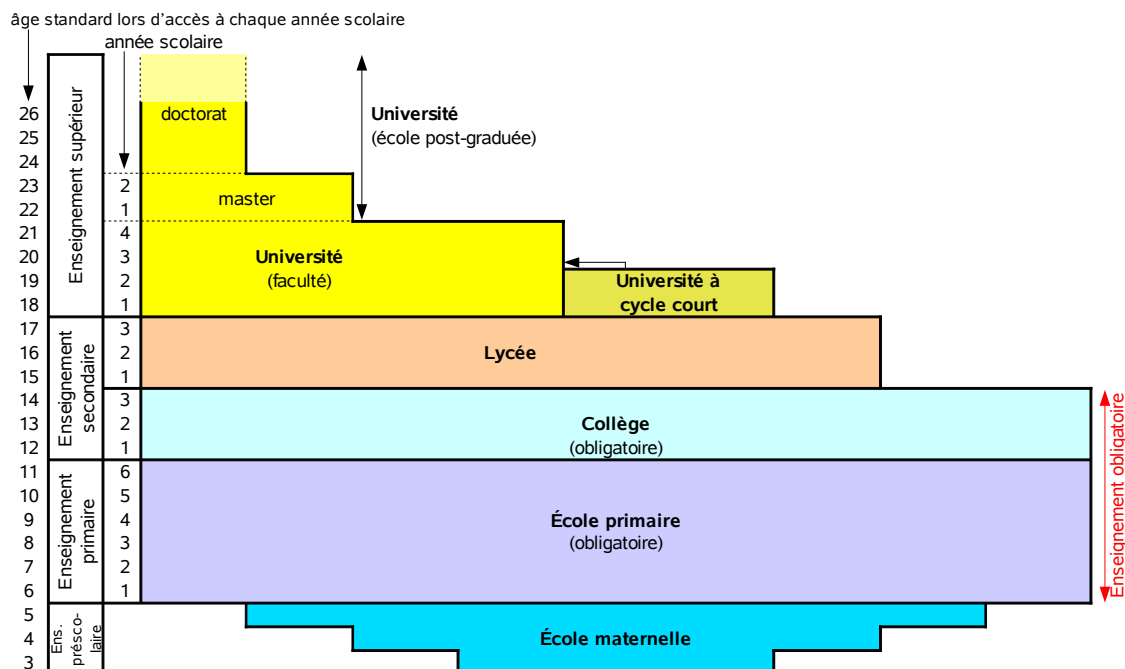 âge standard lors d'accès à chaque année scolaire
année scolaire
26
25
24
23
22
21
20
19
18
17
16
15
14
13
12
11
10
9
8
7
6
5
4
3
Enseignement supérieur
Enseignement
secondaire
Enseignement
primaire
Ens.
présco-
laire
2
1
4
3
2
1
3
2
1
3
2
1
6
5
4
3
2
1
doctorat
master
Université
(école post-graduée)
Université
(faculté)
Université à
cycle court
Lycée
Collège
(obligatoire)
École primaire
(obligatoire)
École maternelle
Enseignement obligatoire